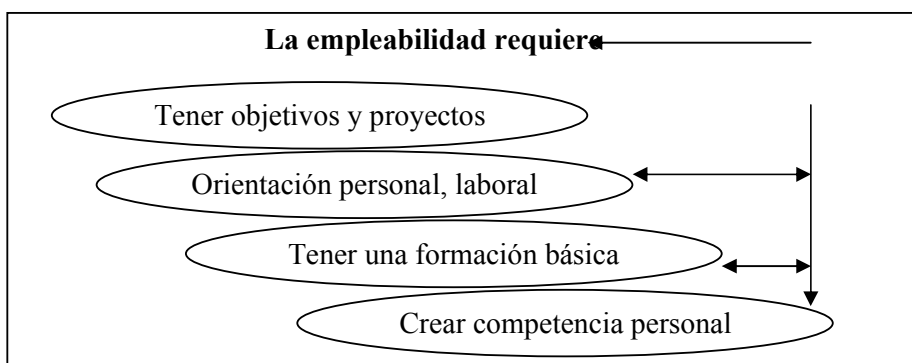 La empleabilidad requiere
Tener objetivos y proyectos
Orientación personal, laboral
Tener una formación básica
Crear competencia personal